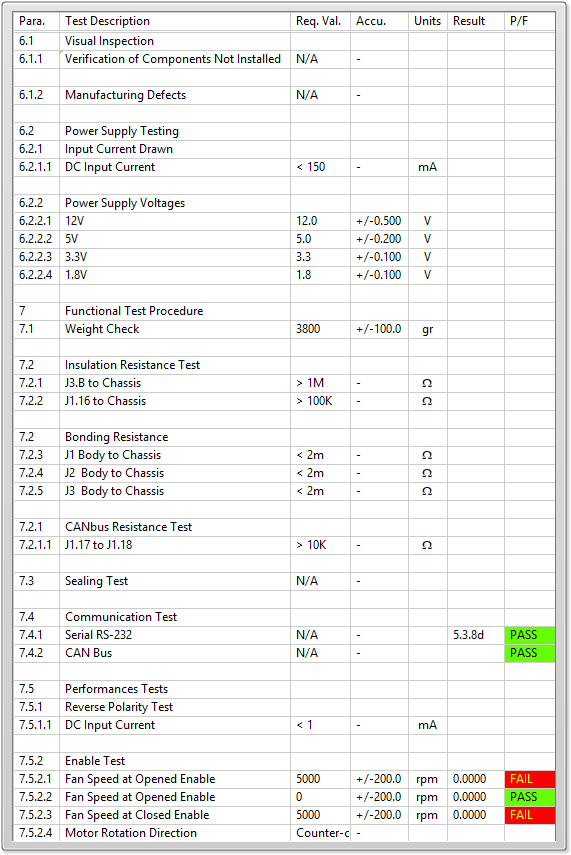 Para. Test Description Req. Val. Accu. Units Result P/F
6.1 Visual Inspection
6.1.1 Verification of Components Not Installed N/A -
6.1.2 Manufacturing Defects N/A -
6.2 Power Supply Testing
6.2.1 Input Current Drawn
6.2.1.1 DC Input Current < 150 - mA
6.2.2 Power Supply Voltages
6.2.2.1 12V 12.0 +/-0.500 V
6.2.2.2 5V 5.0 +/-0.200 V
6.2.2.3 3.3V 3.3 +/-0.100 V
6.2.2.4 1.8V 1.8 +/-0.100 V
7 Functional Test Procedure
7.1 Weight Check 3800 +/-100.0 gr
7.2 Insulation Resistance Test
7.2.1 J3.B to Chassis > 1M - Ω
7.2.2 J1.16 to Chassis > 100K - Ω
7.2 Bonding Resistance
7.2.3 J1 Body to Chassis < 2m - Ω
7.2.4 J2 Body to Chassis < 2m - Ω
7.2.5 J3 Body to Chassis < 2m - Ω
7.2.1 CANbus Resistance Test
7.2.1.1 J1.17 to J1.18 > 10K - Ω
7.3 Sealing Test N/A -
7.4 Communication Test
7.4.1 Serial RS-232 N/A - 5.3.8d PASS
7.4.2 CAN Bus N/A - PASS
7.5 Performances Tests
7.5.1 Reverse Polarity Test
7.5.1.1 DC Input Current < 1 - mA
7.5.2 Enable Test
7.5.2.1 Fan Speed at Opened Enable 5000 +/-200.0 rpm 0.0000 FAIL
7.5.2.2 Fan Speed at Opened Enable 0 +/-200.0 rpm 0.0000 PASS
7.5.2.3 Fan Speed at Closed Enable 5000 +/-200.0 rpm 0.0000 FAIL
7.5.2.4 Motor Rotation Direction Counter-c -